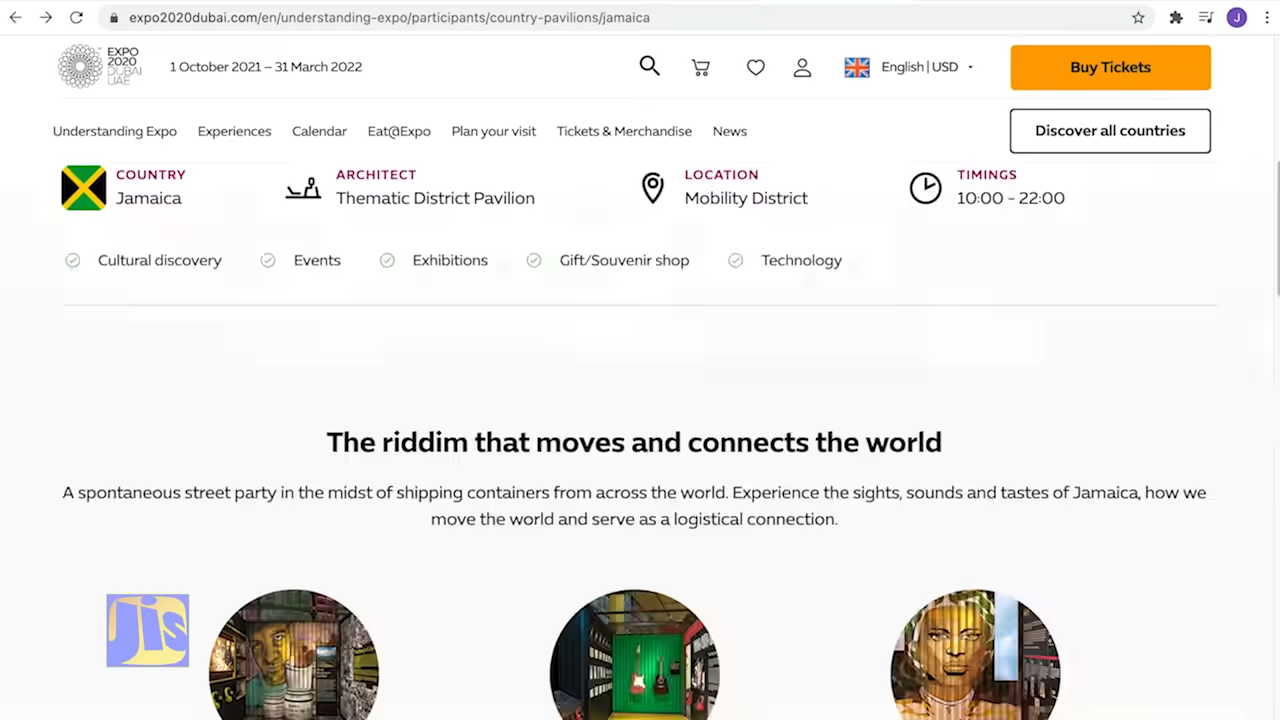 expo2020dubai.com/en/understanding-expo/participants/country-pavilions/jamaica
J
EXPO
2020
DUBAI
UAE
1 October 2021 – 31 March 2022
English | USD
Buy Tickets
Understanding Expo Experiences Calendar Eat@Expo Plan your visit Tickets & Merchandise News
Discover all countries
COUNTRY
Jamaica
ARCHITECT
Thematic District Pavilion
LOCATION
Mobility District
TIMINGS
10:00 - 22:00
Cultural discovery Events Exhibitions Gift/Souvenir shop Technology
The riddim that moves and connects the world
A spontaneous street party in the midst of shipping containers from across the world. Experience the sights, sounds and tastes of Jamaica, how we
move the world and serve as a logistical connection.
Jis